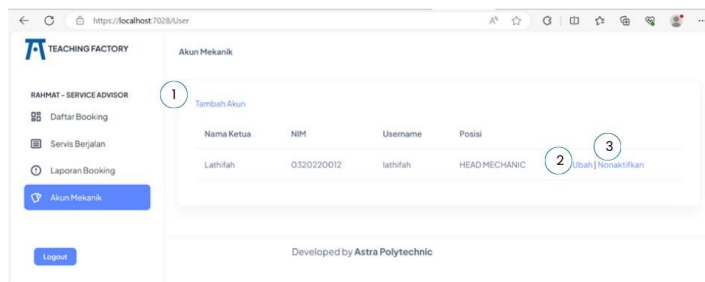 https://localhost:7028/User
TEACHING FACTORY
Akun Mekanik
RAHMAT - SERVICE ADVISOR
Daftar Booking
Servis Berjalan
Laporan Booking
Akun Mekanik
Logout
1
Tambah Akun
Nama Ketua NIM Username Posisi
3
Lathifah 0320220012 lathifah HEAD MECHANIC 2 Ubah | Nonaktifkan
Developed by Astra Polytechnic